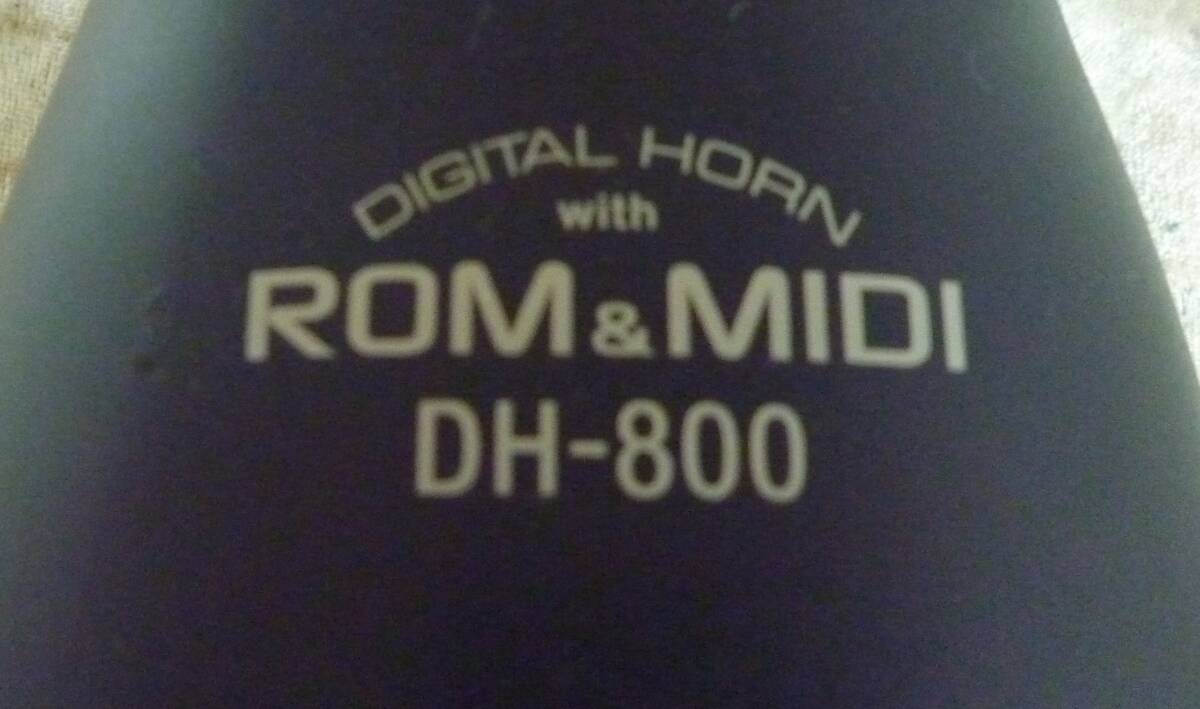 DIGITAL HORN
with
ROM&MIDI
DH-800